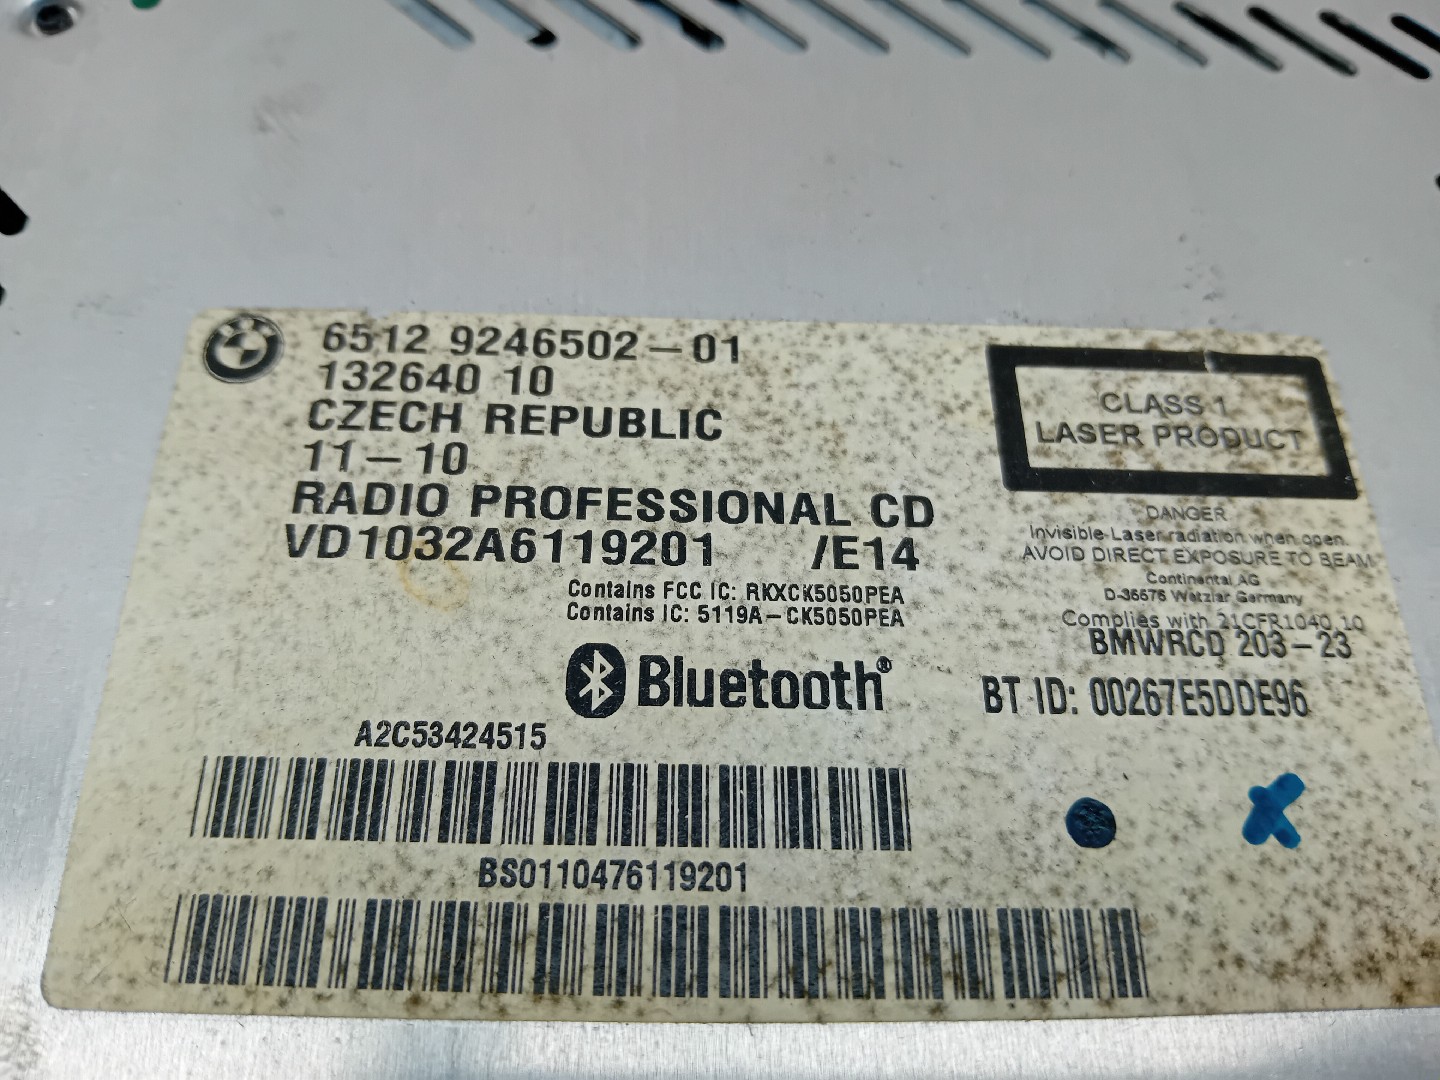 6512 9246502-01
132640 10
CZECH REPUBLIC
11-10
RADIO PROFESSIONAL CD
VD1032A6119201 /E14
Contains FCC IC: RKXCK5050PEA
Contains IC: 5119A-CK5050PEA
Bluetooth®
CLASS 1
LASER PRODUCT
DANGER
Invisible Laser radiation when open.
AVOID DIRECT EXPOSURE TO BEAM
Continental AG
D-36576 Wetzlar Germany
Complies with 21CFR1040.10
BMWRCD 203-23
BT ID: 00267E5DDE96
A2C53424515
BS0110476119201